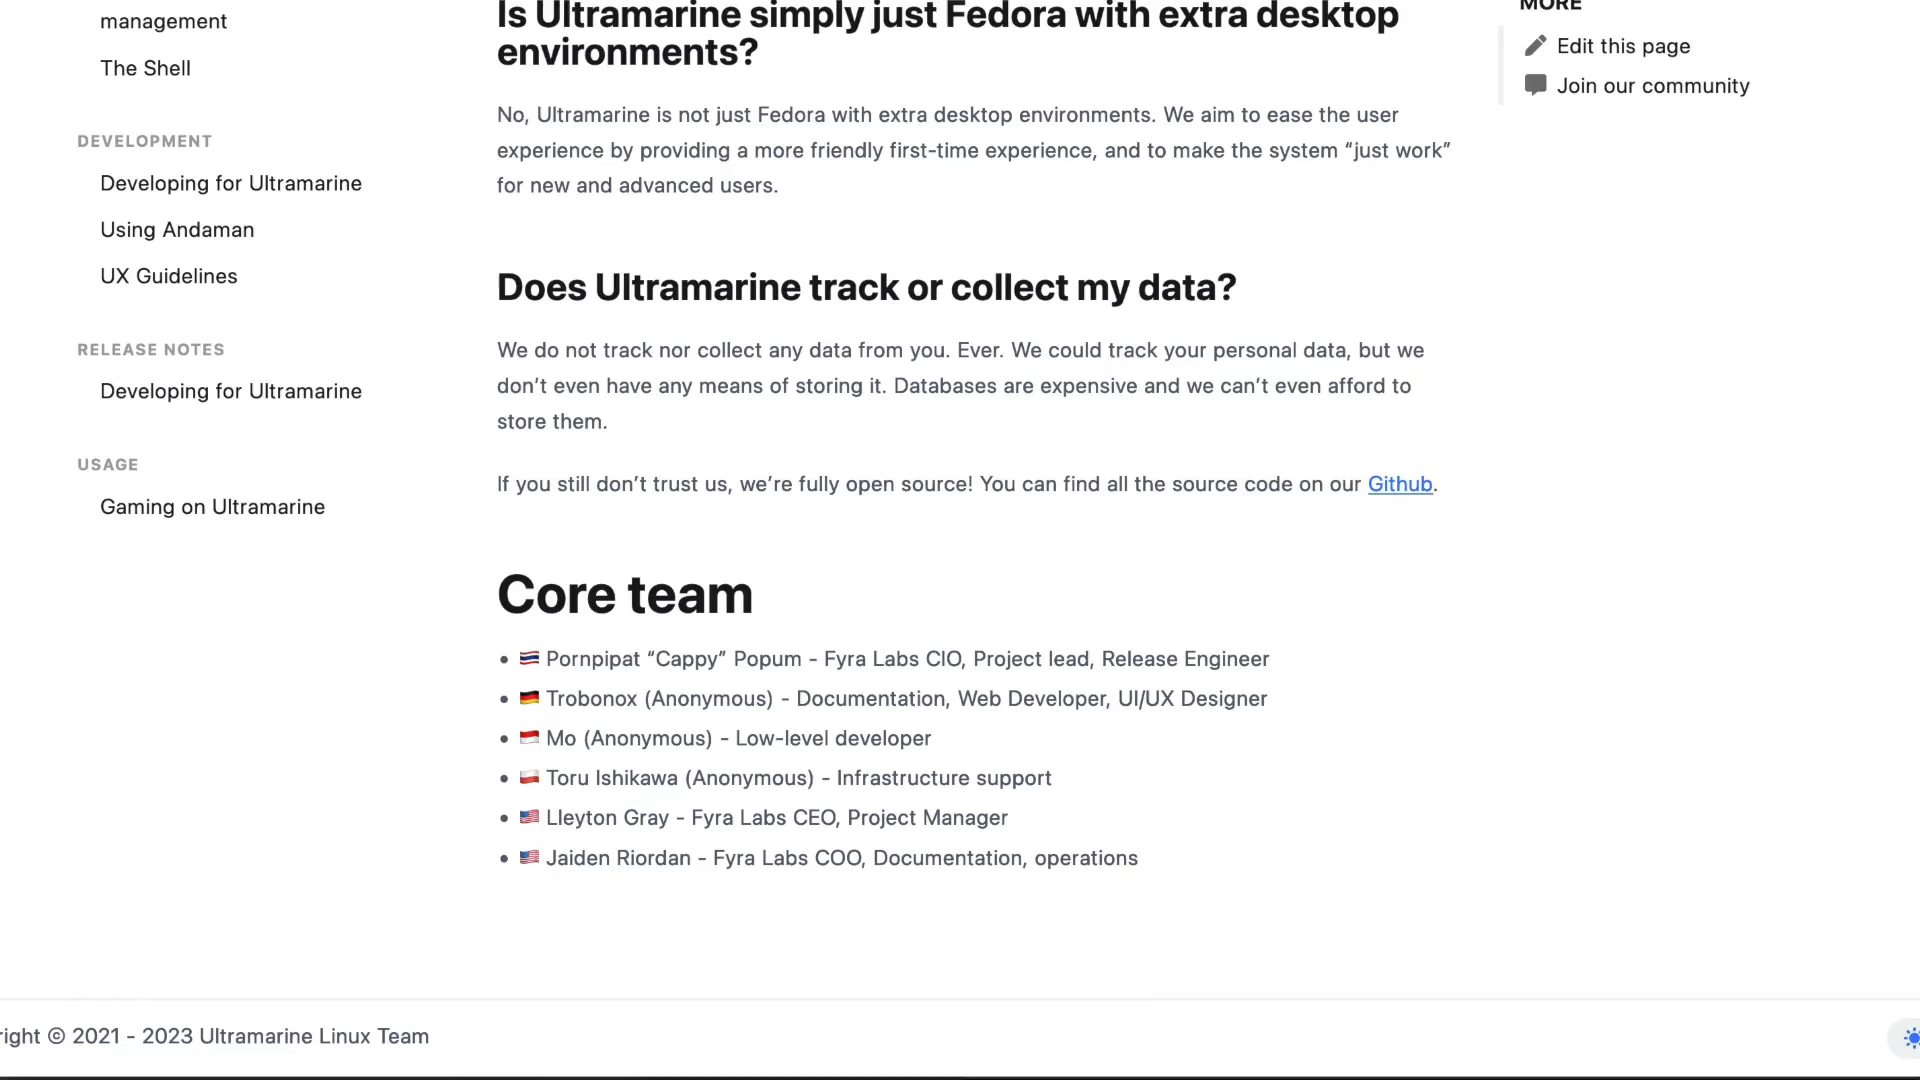 management
The Shell
DEVELOPMENT
Developing for Ultramarine
Using Andaman
UX Guidelines
RELEASE NOTES
Developing for Ultramarine
USAGE
Gaming on Ultramarine
Is Ultramarine simply just Fedora with extra desktop
environments?
No, Ultramarine is not just Fedora with extra desktop environments. We aim to ease the user
experience by providing a more friendly first-time experience, and to make the system “just work”
for new and advanced users.
Does Ultramarine track or collect my data?
We do not track nor collect any data from you. Ever. We could track your personal data, but we
don’t even have any means of storing it. Databases are expensive and we can’t even afford to
store them.
If you still don’t trust us, we’re fully open source! You can find all the source code on our Github.
Core team
• Pornpipat “Cappy” Popum - Fyra Labs CIO, Project lead, Release Engineer
• Trobonox (Anonymous) - Documentation, Web Developer, UI/UX Designer
• Mo (Anonymous) - Low-level developer
• Toru Ishikawa (Anonymous) - Infrastructure support
• Lleyton Gray - Fyra Labs CEO, Project Manager
• Jaiden Riordan - Fyra Labs COO, Documentation, operations
MORE
Edit this page
Join our community
right © 2021 - 2023 Ultramarine Linux Team